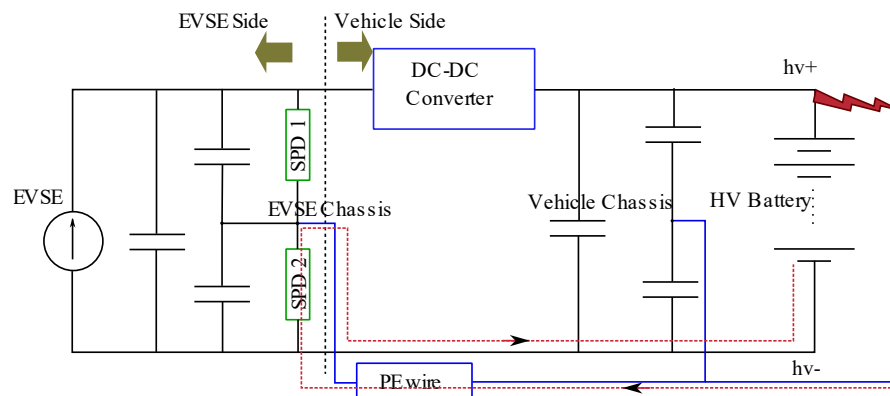 EVSE Side
Vehicle Side
DC-DC
Converter
hv+
SPD 1
EVSE
EVSE Chassis
Vehicle Chassis
HV Battery
SPD 2
hv-
PE wire